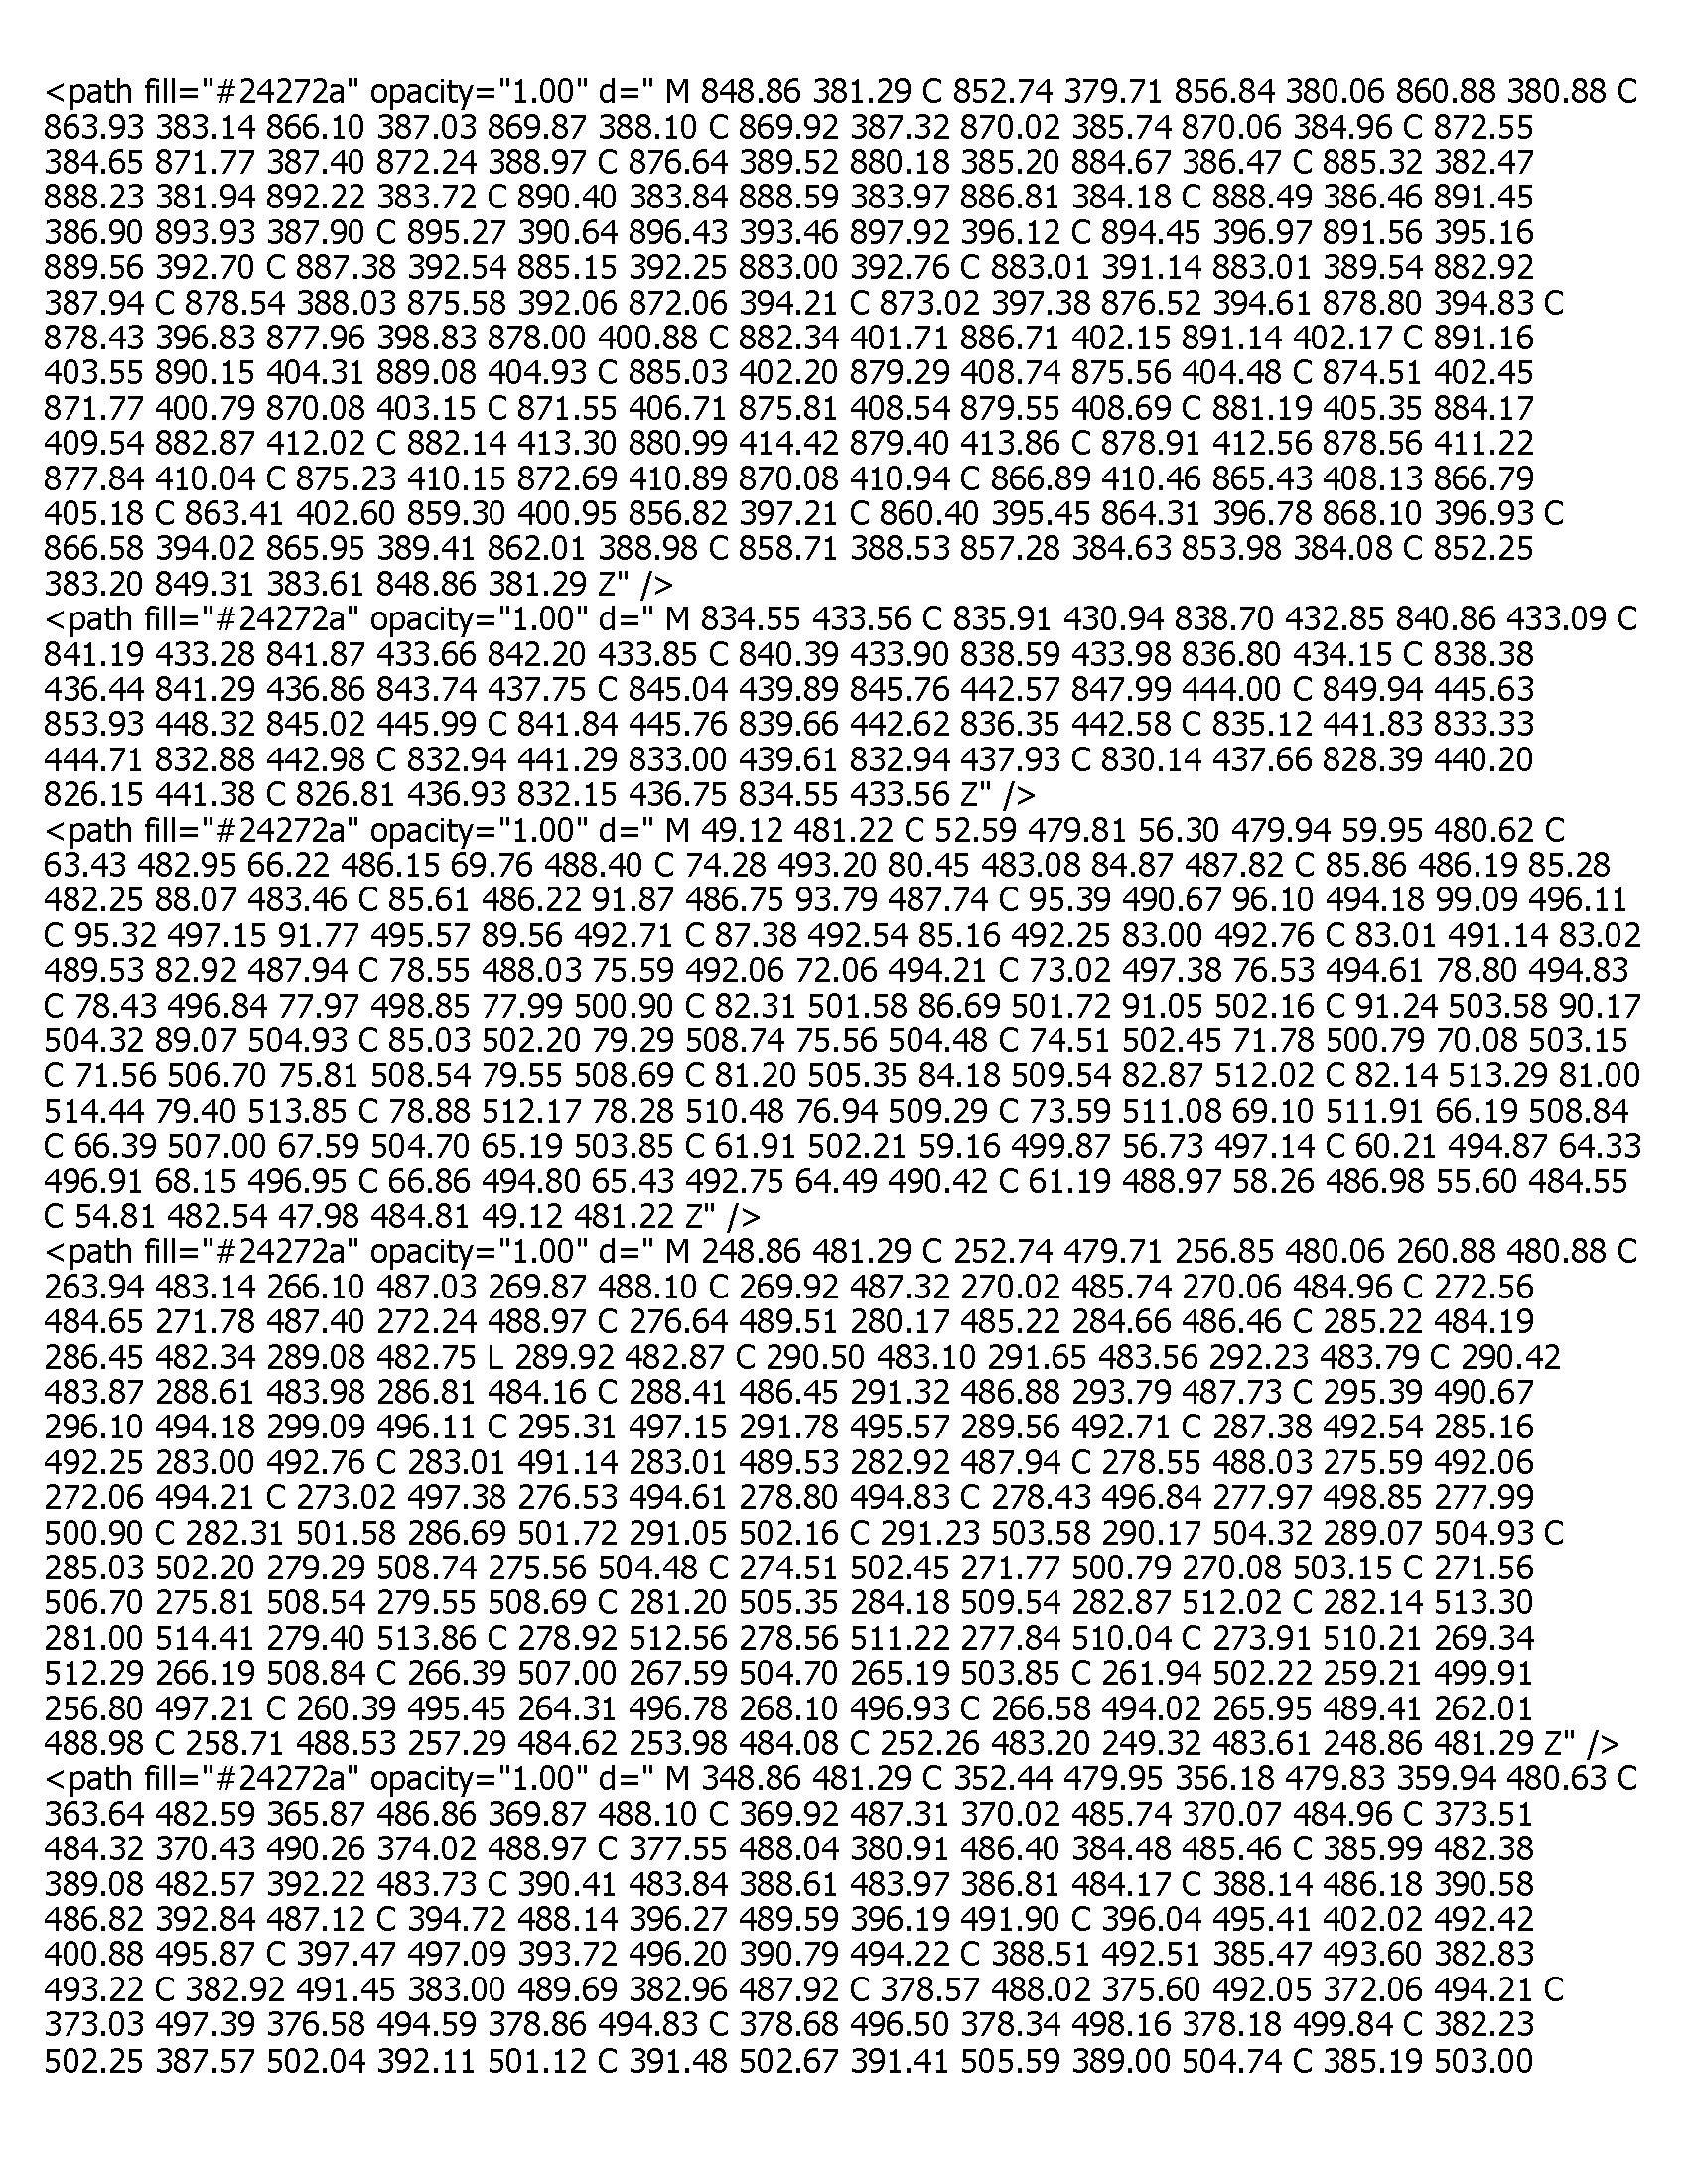 <path fill="#24272a" opacity="1.00" d=" M 848.86 381.29 C 852.74 379.71 856.84 380.06 860.88 380.88 C
863.93 383.14 866.10 387.03 869.87 388.10 C 869.92 387.32 870.02 385.74 870.06 384.96 C 872.55
384.65 871.77 387.40 872.24 388.97 C 876.64 389.52 880.18 385.20 884.67 386.47 C 885.32 382.47
888.23 381.94 892.22 383.72 C 890.40 383.84 888.59 383.97 886.81 384.18 C 888.49 386.46 891.45
386.90 893.93 387.90 C 895.27 390.64 896.43 393.46 897.92 396.12 C 894.45 396.97 891.56 395.16
889.56 392.70 C 887.38 392.54 885.15 392.25 883.00 392.76 C 883.01 391.14 883.01 389.54 882.92
387.94 C 878.54 388.03 875.58 392.06 872.06 394.21 C 873.02 397.38 876.52 394.61 878.80 394.83 C
878.43 396.83 877.96 398.83 878.00 400.88 C 882.34 401.71 886.71 402.15 891.14 402.17 C 891.16
403.55 890.15 404.31 889.08 404.93 C 885.03 402.20 879.29 408.74 875.56 404.48 C 874.51 402.45
871.77 400.79 870.08 403.15 C 871.55 406.71 875.81 408.54 879.55 408.69 C 881.19 405.35 884.17
409.54 882.87 412.02 C 882.14 413.30 880.99 414.42 879.40 413.86 C 878.91 412.56 878.56 411.22
877.84 410.04 C 875.23 410.15 872.69 410.89 870.08 410.94 C 866.89 410.46 865.43 408.13 866.79
405.18 C 863.41 402.60 859.30 400.95 856.82 397.21 C 860.40 395.45 864.31 396.78 868.10 396.93 C
866.58 394.02 865.95 389.41 862.01 388.98 C 858.71 388.53 857.28 384.63 853.98 384.08 C 852.25
383.20 849.31 383.61 848.86 381.29 Z" />
<path fill="#24272a" opacity="1.00" d=" M 834.55 433.56 C 835.91 430.94 838.70 432.85 840.86 433.09 C
841.19 433.28 841.87 433.66 842.20 433.85 C 840.39 433.90 838.59 433.98 836.80 434.15 C 838.38
436.44 841.29 436.86 843.74 437.75 C 845.04 439.89 845.76 442.57 847.99 444.00 C 849.94 445.63
853.93 448.32 845.02 445.99 C 841.84 445.76 839.66 442.62 836.35 442.58 C 835.12 441.83 833.33
444.71 832.88 442.98 C 832.94 441.29 833.00 439.61 832.94 437.93 C 830.14 437.66 828.39 440.20
826.15 441.38 C 826.81 436.93 832.15 436.75 834.55 433.56 Z" />
<path fill="#24272a" opacity="1.00" d=" M 49.12 481.22 C 52.59 479.81 56.30 479.94 59.95 480.62 C
63.43 482.95 66.22 486.15 69.76 488.40 C 74.28 493.20 80.45 483.08 84.87 487.82 C 85.86 486.19 85.28
482.25 88.07 483.46 C 85.61 486.22 91.87 486.75 93.79 487.74 C 95.39 490.67 96.10 494.18 99.09 496.11
C 95.32 497.15 91.77 495.57 89.56 492.71 C 87.38 492.54 85.16 492.25 83.00 492.76 C 83.01 491.14 83.02
489.53 82.92 487.94 C 78.55 488.03 75.59 492.06 72.06 494.21 C 73.02 497.38 76.53 494.61 78.80 494.83
C 78.43 496.84 77.97 498.85 77.99 500.90 C 82.31 501.58 86.69 501.72 91.05 502.16 C 91.24 503.58 90.17
504.32 89.07 504.93 C 85.03 502.20 79.29 508.74 75.56 504.48 C 74.51 502.45 71.78 500.79 70.08 503.15
C 71.56 506.70 75.81 508.54 79.55 508.69 C 81.20 505.35 84.18 509.54 82.87 512.02 C 82.14 513.29 81.00
514.44 79.40 513.85 C 78.88 512.17 78.28 510.48 76.94 509.29 C 73.59 511.08 69.10 511.91 66.19 508.84
C 66.39 507.00 67.59 504.70 65.19 503.85 C 61.91 502.21 59.16 499.87 56.73 497.14 C 60.21 494.87 64.33
496.91 68.15 496.95 C 66.86 494.80 65.43 492.75 64.49 490.42 C 61.19 488.97 58.26 486.98 55.60 484.55
C 54.81 482.54 47.98 484.81 49.12 481.22 Z" />
<path fill="#24272a" opacity="1.00" d=" M 248.86 481.29 C 252.74 479.71 256.85 480.06 260.88 480.88 C
263.94 483.14 266.10 487.03 269.87 488.10 C 269.92 487.32 270.02 485.74 270.06 484.96 C 272.56
484.65 271.78 487.40 272.24 488.97 C 276.64 489.51 280.17 485.22 284.66 486.46 C 285.22 484.19
286.45 482.34 289.08 482.75 L 289.92 482.87 C 290.50 483.10 291.65 483.56 292.23 483.79 C 290.42
483.87 288.61 483.98 286.81 484.16 C 288.41 486.45 291.32 486.88 293.79 487.73 C 295.39 490.67
296.10 494.18 299.09 496.11 C 295.31 497.15 291.78 495.57 289.56 492.71 C 287.38 492.54 285.16
492.25 283.00 492.76 C 283.01 491.14 283.01 489.53 282.92 487.94 C 278.55 488.03 275.59 492.06
272.06 494.21 C 273.02 497.38 276.53 494.61 278.80 494.83 C 278.43 496.84 277.97 498.85 277.99
500.90 C 282.31 501.58 286.69 501.72 291.05 502.16 C 291.23 503.58 290.17 504.32 289.07 504.93 C
285.03 502.20 279.29 508.74 275.56 504.48 C 274.51 502.45 271.77 500.79 270.08 503.15 C 271.56
506.70 275.81 508.54 279.55 508.69 C 281.20 505.35 284.18 509.54 282.87 512.02 C 282.14 513.30
281.00 514.41 279.40 513.86 C 278.92 512.56 278.56 511.22 277.84 510.04 C 273.91 510.21 269.34
512.29 266.19 508.84 C 266.39 507.00 267.59 504.70 265.19 503.85 C 261.94 502.22 259.21 499.91
256.80 497.21 C 260.39 495.45 264.31 496.78 268.10 496.93 C 266.58 494.02 265.95 489.41 262.01
488.98 C 258.71 488.53 257.29 484.62 253.98 484.08 C 252.26 483.20 249.32 483.61 248.86 481.29 Z" />
<path fill="#24272a" opacity="1.00" d=" M 348.86 481.29 C 352.44 479.95 356.18 479.83 359.94 480.63 C
363.64 482.59 365.87 486.86 369.87 488.10 C 369.92 487.31 370.02 485.74 370.07 484.96 C 373.51
484.32 370.43 490.26 374.02 488.97 C 377.55 488.04 380.91 486.40 384.48 485.46 C 385.99 482.38
389.08 482.57 392.22 483.73 C 390.41 483.84 388.61 483.97 386.81 484.17 C 388.14 486.18 390.58
486.82 392.84 487.12 C 394.72 488.14 396.27 489.59 396.19 491.90 C 396.04 495.41 402.02 492.42
400.88 495.87 C 397.47 497.09 393.72 496.20 390.79 494.22 C 388.51 492.51 385.47 493.60 382.83
493.22 C 382.92 491.45 383.00 489.69 382.96 487.92 C 378.57 488.02 375.60 492.05 372.06 494.21 C
373.03 497.39 376.58 494.59 378.86 494.83 C 378.68 496.50 378.34 498.16 378.18 499.84 C 382.23
502.25 387.57 502.04 392.11 501.12 C 391.48 502.67 391.41 505.59 389.00 504.74 C 385.19 503.00